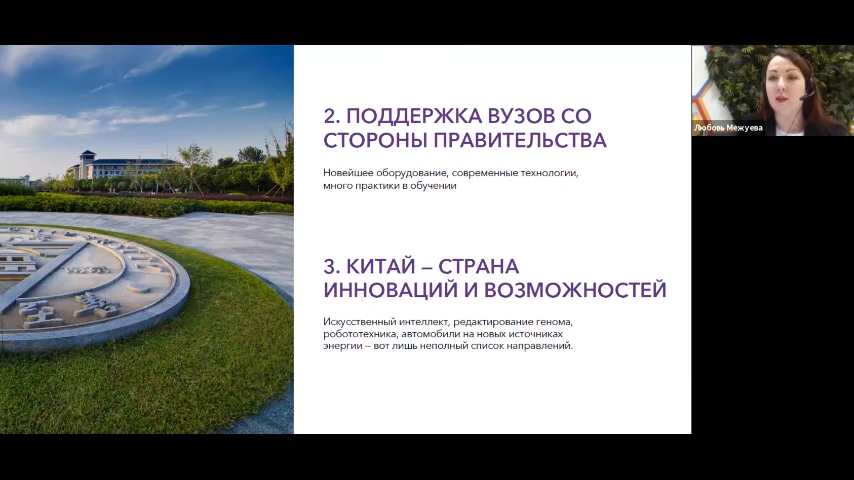 2. ПОДДЕРЖКА ВУЗОВ СО
СТОРОНЫ ПРАВИТЕЛЬСТВА
Новейшее оборудование, современные технологии,
много практики в обучении
3. КИТАЙ – СТРАНА
ИННОВАЦИЙ И ВОЗМОЖНОСТЕЙ
Искусственный интеллект, редактирование генома,
робототехника, автомобили на новых источниках
энергии – вот лишь неполный список направлений.
Любовь Межуева